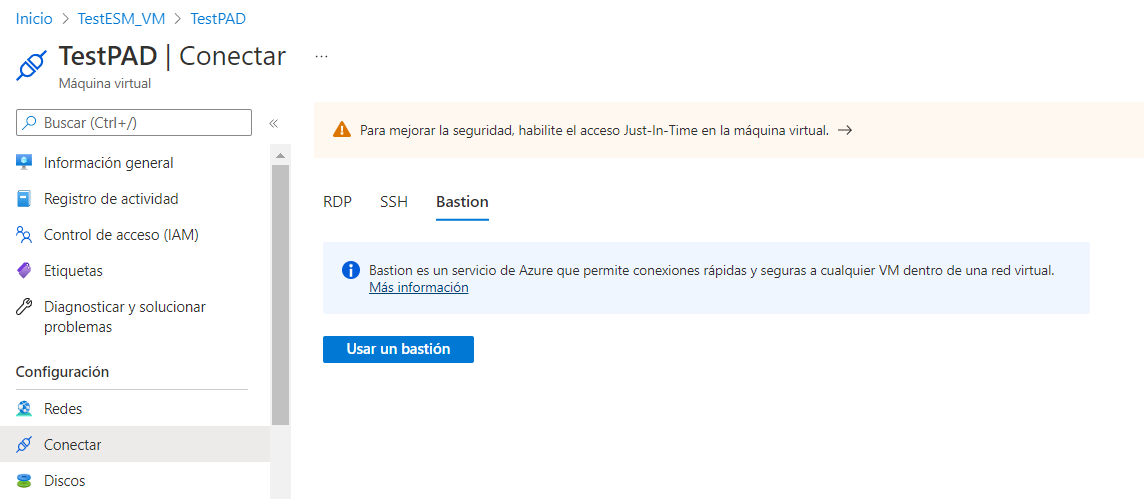 Inicio > TestESM_VM > TestPAD
TestPAD | Conectar ...
Máquina virtual
Buscar (Ctrl+/) «
Información general
Registro de actividad
Control de acceso (IAM)
Etiquetas
Diagnosticar y solucionar
problemas
Configuración
Redes
Conectar
Discos
Para mejorar la seguridad, habilite el acceso Just-In-Time en la máquina virtual. →
RDP SSH Bastion
Bastion es un servicio de Azure que permite conexiones rápidas y seguras a cualquier VM dentro de una red virtual.
Más información
Usar un bastión